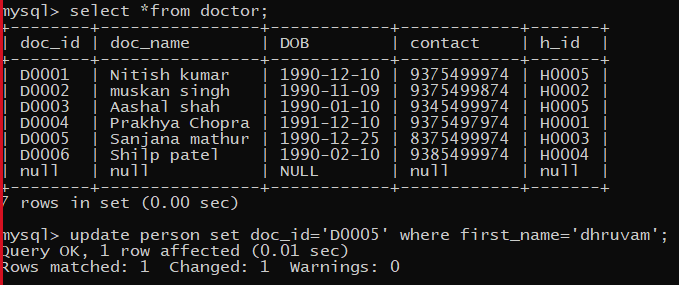 mysql> select *from doctor;
+--------+----------------+------------+------------+-------+
| doc_id | doc_name       | DOB        | contact    | h_id  |
+--------+----------------+------------+------------+-------+
| D0001  | Nitish kumar   | 1990-12-10 | 9375499974 | H0005 |
| D0002  | muskan singh   | 1990-11-09 | 9375499874 | H0002 |
| D0003  | Aashal shah    | 1990-01-10 | 9345499974 | H0005 |
| D0004  | Prakhya Chopra | 1991-12-10 | 9375497974 | H0001 |
| D0005  | Sanjana mathur | 1990-12-25 | 8375499974 | H0003 |
| D0006  | Shilp patel    | 1990-02-10 | 9385499974 | H0004 |
| null   | null           | NULL       | null       | null  |
+--------+----------------+------------+------------+-------+
7 rows in set (0.00 sec)
mysql> update person set doc_id='D0005' where first_name='dhruvam';
Query OK, 1 row affected (0.01 sec)
Rows matched: 1  Changed: 1  Warnings: 0